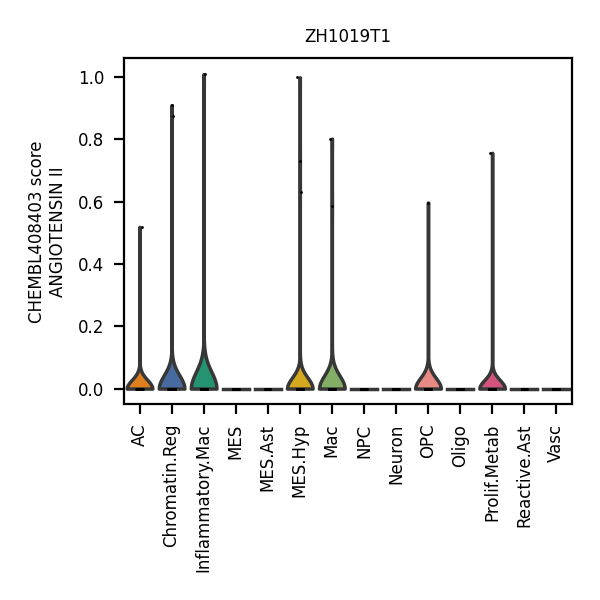 ZH1019T1
CHEMBL408403 score
ANGIOTENSIN II
1.0
0.8
0.6
0.4
0.2
0.0
AC
Chromatin.Reg
Inflammatory.Mac
MES
MES.Ast
MES.Hyp
Mac
NPC
Neuron
OPC
Oligo
Prolif.Metab
Reactive.Ast
Vasc